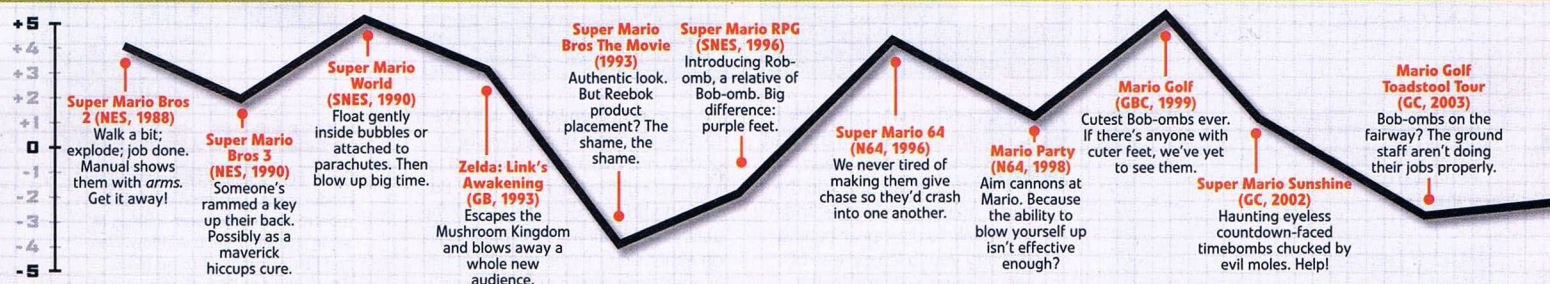 +5
+4
+3
+2
+1
0
-1
-2
-3
-4
-5
Super Mario Bros
2 (NES, 1988)
Walk a bit;
explode; job done.
Manual shows
them with arms.
Get it away!
Super Mario
Bros 3
(NES, 1990)
Someone's
rammed a key
up their back.
Possibly as a
maverick
hiccups cure.
Super Mario
World
(SNES, 1990)
Float gently
inside bubbles or
attached to
parachutes. Then
blow up big time.
Zelda: Link's
Awakening
(GB, 1993)
Escapes the
Mushroom Kingdom
and blows away a
whole new
audience.
Super Mario
Bros The Movie
(1993)
Authentic look.
But Reebok
product
placement? The
shame, the
shame.
Super Mario RPG
(SNES, 1996)
Introducing Rob-
omb, a relative of
Bob-omb. Big
difference:
purple feet.
Super Mario 64
(N64, 1996)
We never tired of
making them give
chase so they'd crash
into one another.
Mario Party
(N64, 1998)
Aim cannons at
Mario. Because
the ability to
blow yourself up
isn't effective
enough?
Mario Golf
(GBC, 1999)
Cutest Bob-ombs ever.
If there's anyone with
cuter feet, we've yet
to see them.
Super Mario Sunshine
(GC, 2002)
Haunting eyeless
countdown-faced
timebombs chucked by
evil moles. Help!
Mario Golf
Toadstool Tour
(GC, 2003)
Bob-ombs on the
fairway? The ground
staff aren't doing
their jobs properly.